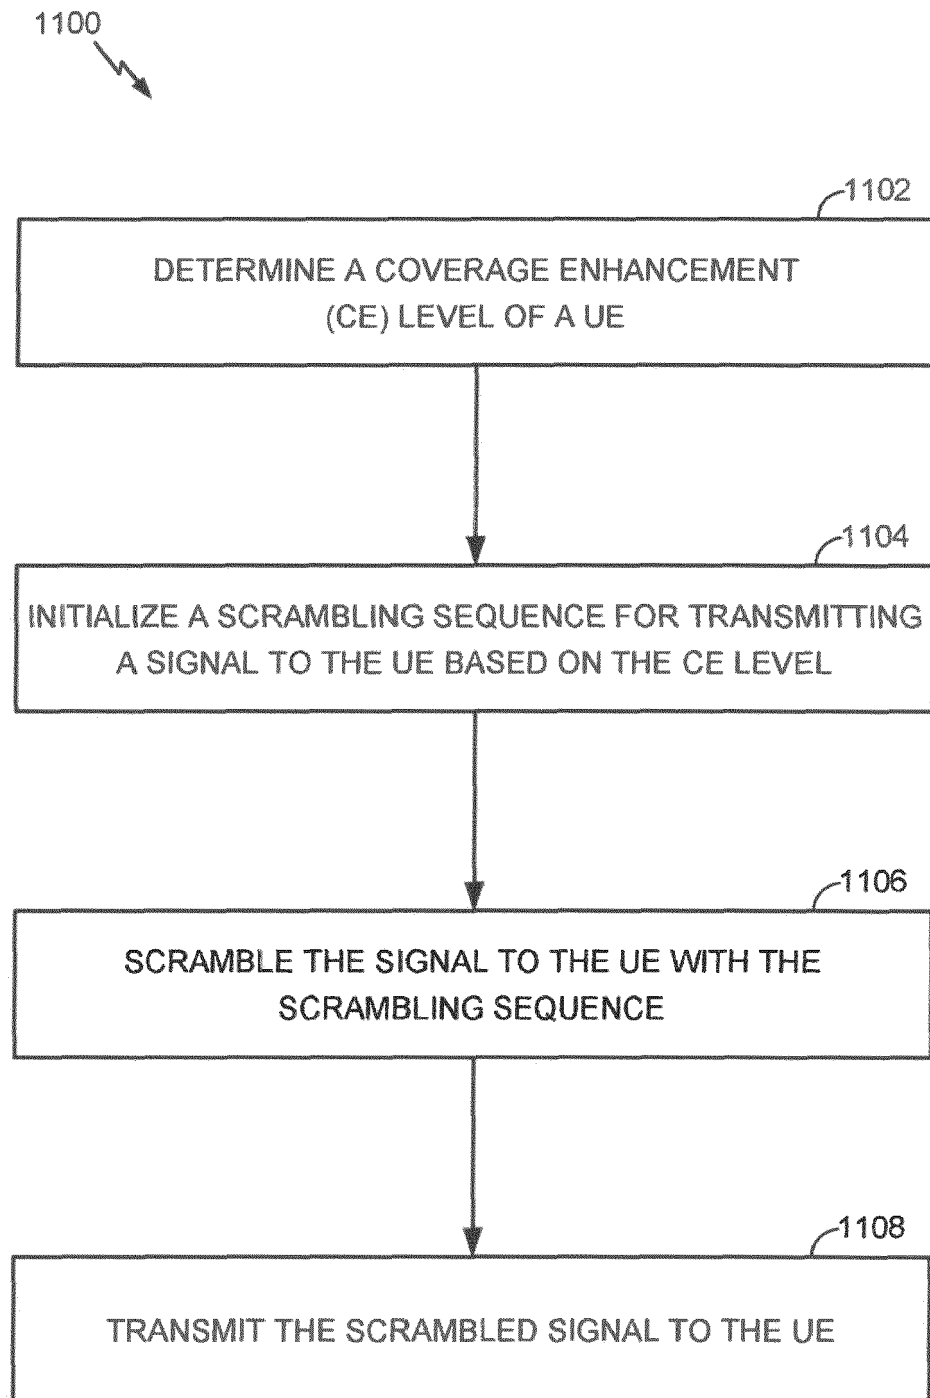 1100
1102
DETERMINE A COVERAGE ENHANCEMENT
(CE) LEVEL OF A UE
1104
INITIALIZE A SCRAMBLING SEQUENCE FOR TRANSMITTING
A SIGNAL TO THE UE BASED ON THE CE LEVEL
1106
SCRAMBLE THE SIGNAL TO THE UE WITH THE
SCRAMBLING SEQUENCE
1108
TRANSMIT THE SCRAMBLED SIGNAL TO THE UE